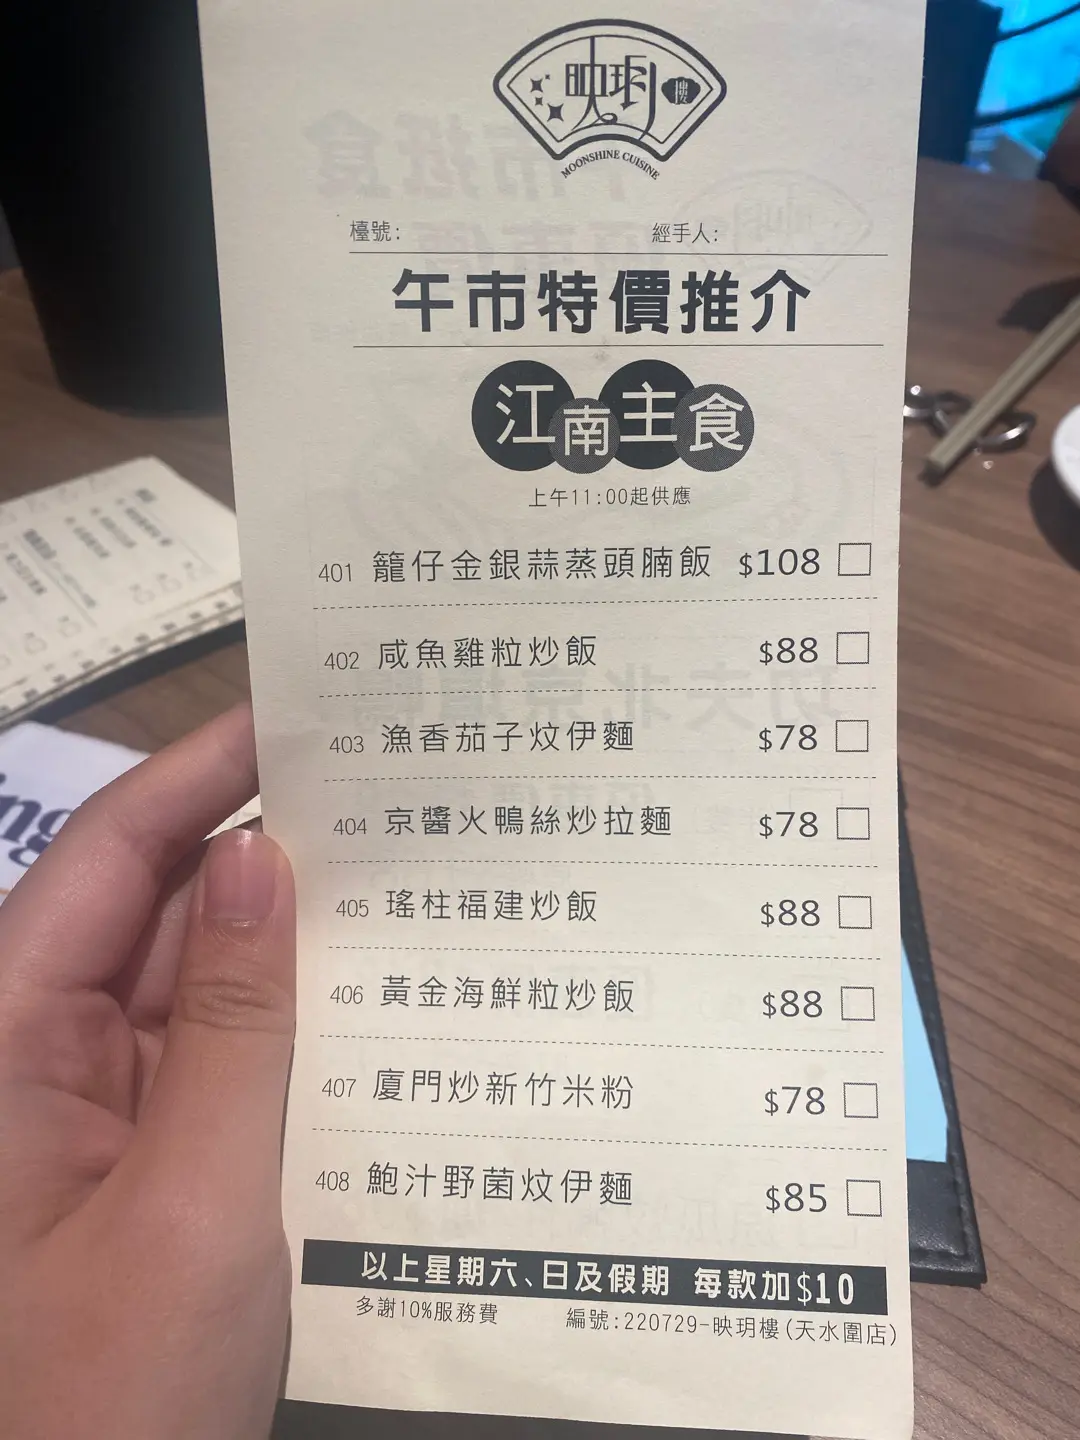 映玥樓
MOONSHINE CUISINE
檯號: 經手人:
午市特價推介
江南主食
上午11:00起供應
401 籠仔金銀蒜蒸頭腩飯 $108
402 咸魚雞粒炒飯 $88
403 漁香茄子炆伊麵 $78
404 京醬火鴨絲炒拉麵 $78
405 瑤柱福建炒飯 $88
406 黃金海鮮粒炒飯 $88
407 廈門炒新竹米粉 $78
408 鮑汁野菌炆伊麵 $85
以上星期六、日及假期 每款加$10
多謝10%服務費 編號:220729-映玥樓(天水圍店)
ing